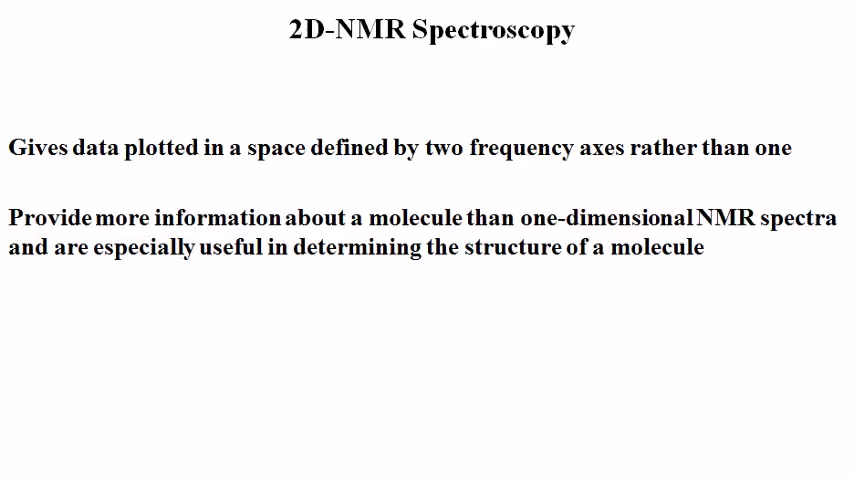 2D-NMR Spectroscopy
Gives data plotted in a space defined by two frequency axes rather than one
Provide more information about a molecule than one-dimensional NMR spectra
and are especially useful in determining the structure of a molecule